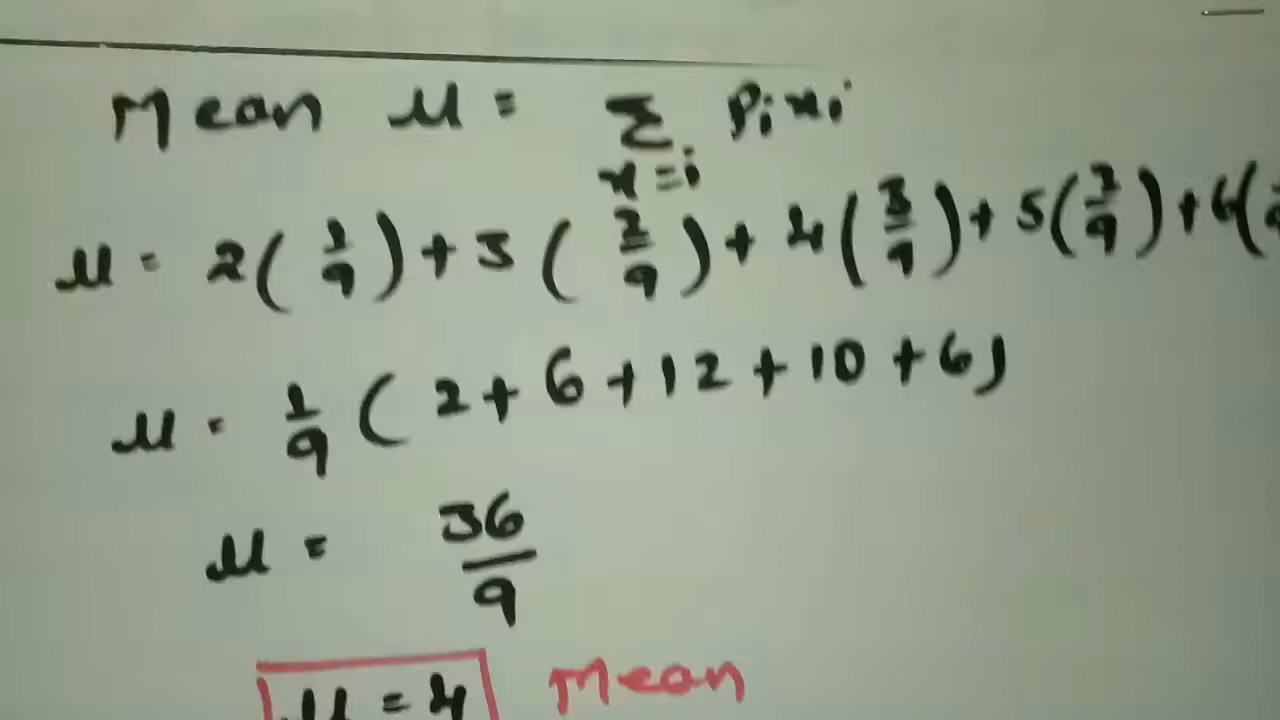 Mean μ = Σ Pixi
x=i
μ = 2(1/9)+3(2/9)+4(3/9)+5(2/9)+6(
μ = 1/9 (2+6+12+10+6)
μ = 36/9
μ = 4 Mean